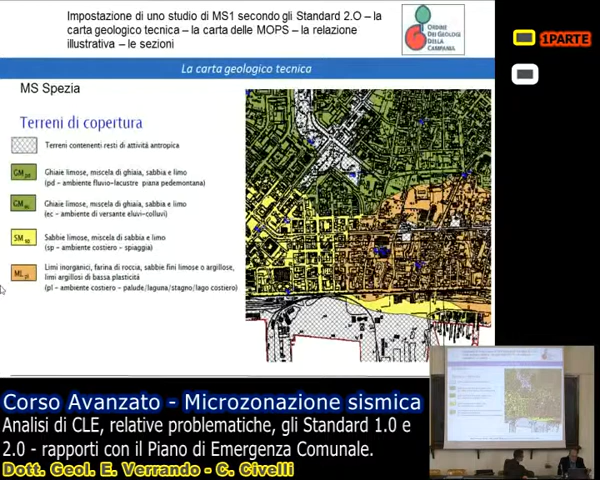 Impostazione di uno studio di MS1 secondo gli Standard 2.0 – la
carta geologico tecnica – la carta delle MOPS – la relazione
illustrativa – le sezioni
ORDINE
DEI GEOLOGI
DELLA
CAMPANIA
1PARTE
La carta geologico tecnica
MS Spezia
Terreni di copertura
Terreni contenenti resti di attività antropica
GM pd
Ghiaie limose, miscela di ghiaia, sabbia e limo
(pd - ambiente fluvio-lacustre piana pedemontana)
GM ec
Ghiaie limose, miscela di ghiaia, sabbia e limo
(ec - ambiente di versante eluvi-colluvi)
SM sp
Sabbie limose, miscela di sabbia e limo
(sp - ambiente costiero - spiaggia)
ML pl
Limi inorganici, farina di roccia, sabbie fini limose o argillose,
limi argillosi di bassa plasticità
(pl - ambiente costiero - palude/laguna/stagno/lago costiero)
Corso Avanzato - Microzonazione sismica
Analisi di CLE, relative problematiche, gli Standard 1.0 e
2.0 - rapporti con il Piano di Emergenza Comunale.
Dott. Geol. E. Verrando - C. Civelli